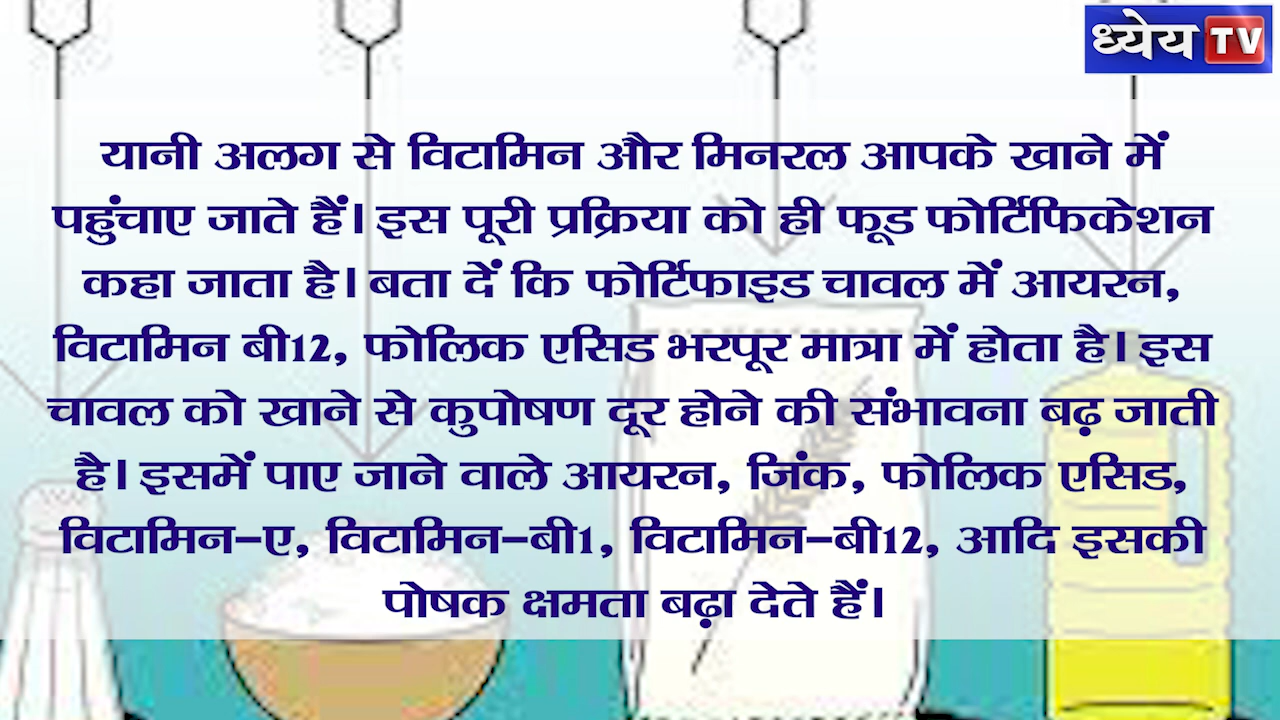 ध्येय TV
यानी अलग से विटामिन और मिनरल आपके खाने में
पहुंचाए जाते हैं। इस पूरी प्रक्रिया को ही फूड फोर्टिफिकेशन
कहा जाता है। बता दें कि फोर्टिफाइड चावल में आयरन,
विटामिन बी12, फोलिक एसिड भरपूर मात्रा में होता है। इस
चावल को खाने से कुपोषण दूर होने की संभावना बढ़ जाती
है। इसमें पाए जाने वाले आयरन, जिंक, फोलिक एसिड,
विटामिन-ए, विटामिन-बी1, विटामिन-बी12, आदि इसकी
पोषक क्षमता बढ़ा देते हैं।